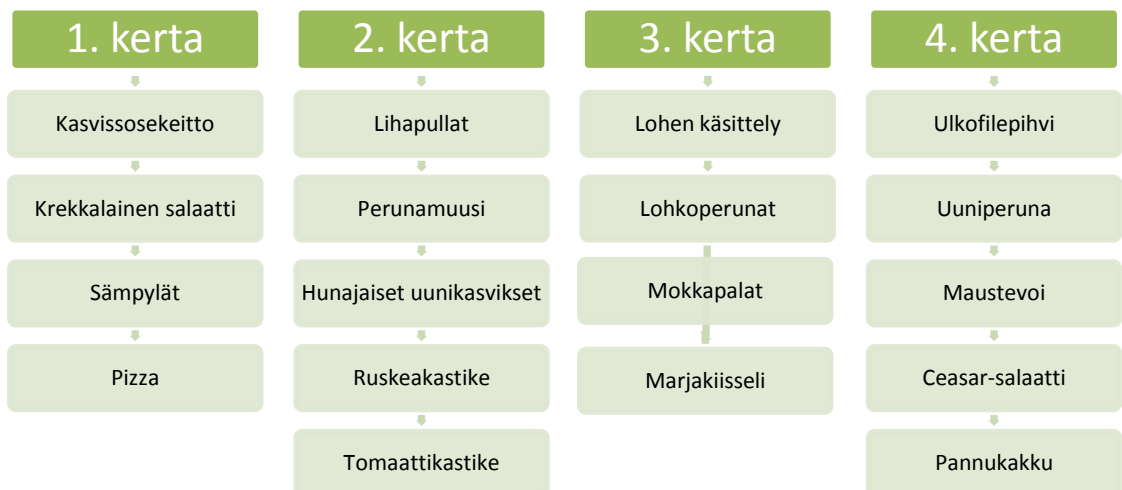 1. kerta
Kasvissosekeitto
Krekkalainen salaatti
Sämpylät
Pizza
2. kerta
Lihapullat
Perunamuusi
Hunajaiset uunikasvikset
Ruskeakastike
Tomaattikastike
3. kerta
Lohen käsittely
Lohkoperunat
Mokkapalat
Marjakiisseli
4. kerta
Ulkofilepihvi
Uuniperuna
Maustevoi
Ceasar-salaatti
Pannukakku